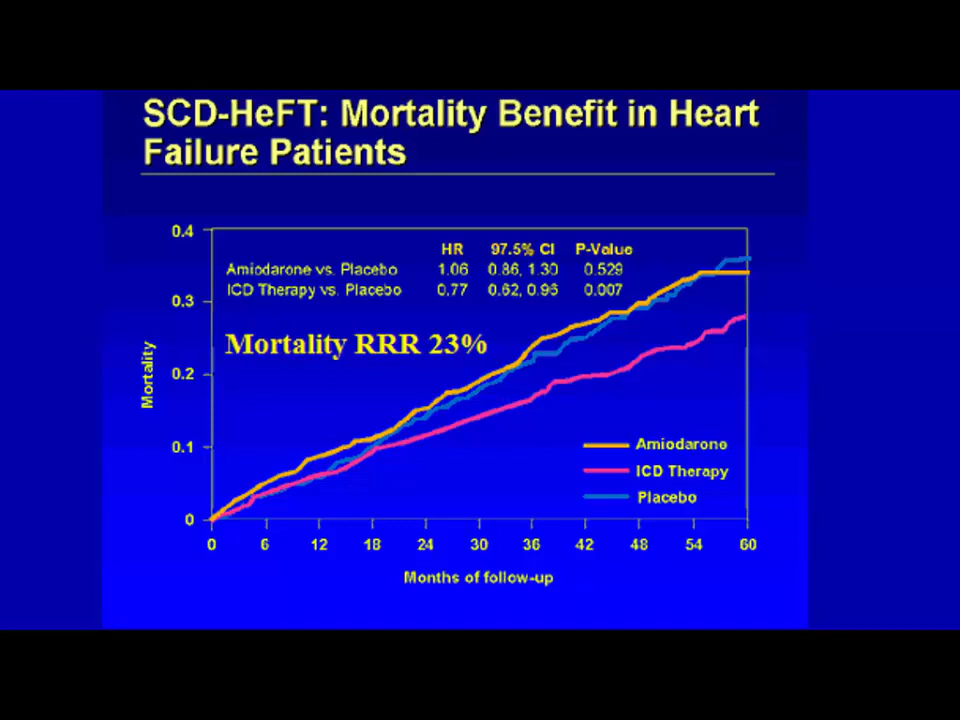 SCD-HeFT: Mortality Benefit in Heart
Failure Patients
HR 97.5% CI P-Value
Amiodarone vs. Placebo 1.06 0.86, 1.30 0.529
ICD Therapy vs. Placebo 0.77 0.62, 0.96 0.007
Mortality RRR 23%
Mortality
0.4
0.3
0.2
0.1
0
Amiodarone
ICD Therapy
Placebo
0 6 12 18 24 30 36 42 48 54 60
Months of follow-up